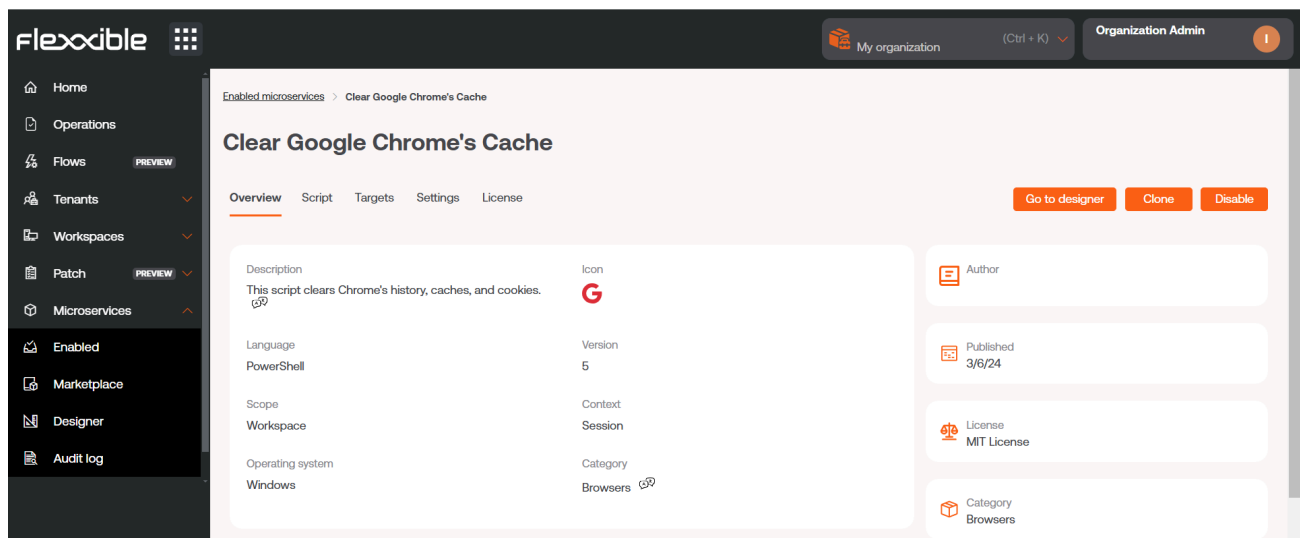 Flexxible
My organization
(Ctrl + K)
Organization Admin
I
Home
Operations
Flows PREVIEW
Tenants
Workspaces
Patch PREVIEW
Microservices
Enabled
Marketplace
Designer
Audit log
Enabled microservices > Clear Google Chrome's Cache
Clear Google Chrome's Cache
Overview Script Targets Settings License
Go to designer Clone Disable
Description
This script clears Chrome's history, caches, and cookies.
Icon
G
Language
PowerShell
Version
5
Scope
Workspace
Context
Session
Operating system
Windows
Category
Browsers
Author
Published
3/6/24
License
MIT License
Category
Browsers